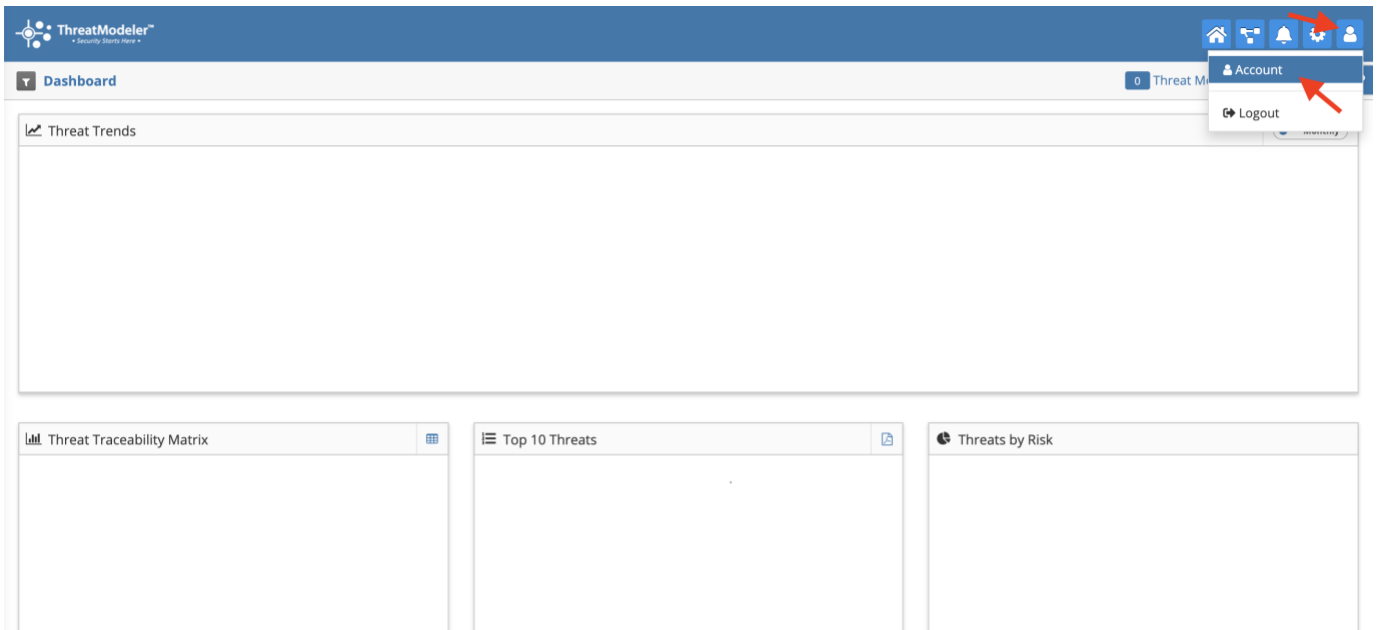 ThreatModeler™
• Security Starts Here •
Dashboard
0 Threat
Account
Logout
Threat Trends
Monthly
Threat Traceability Matrix
Top 10 Threats
Threats by Risk